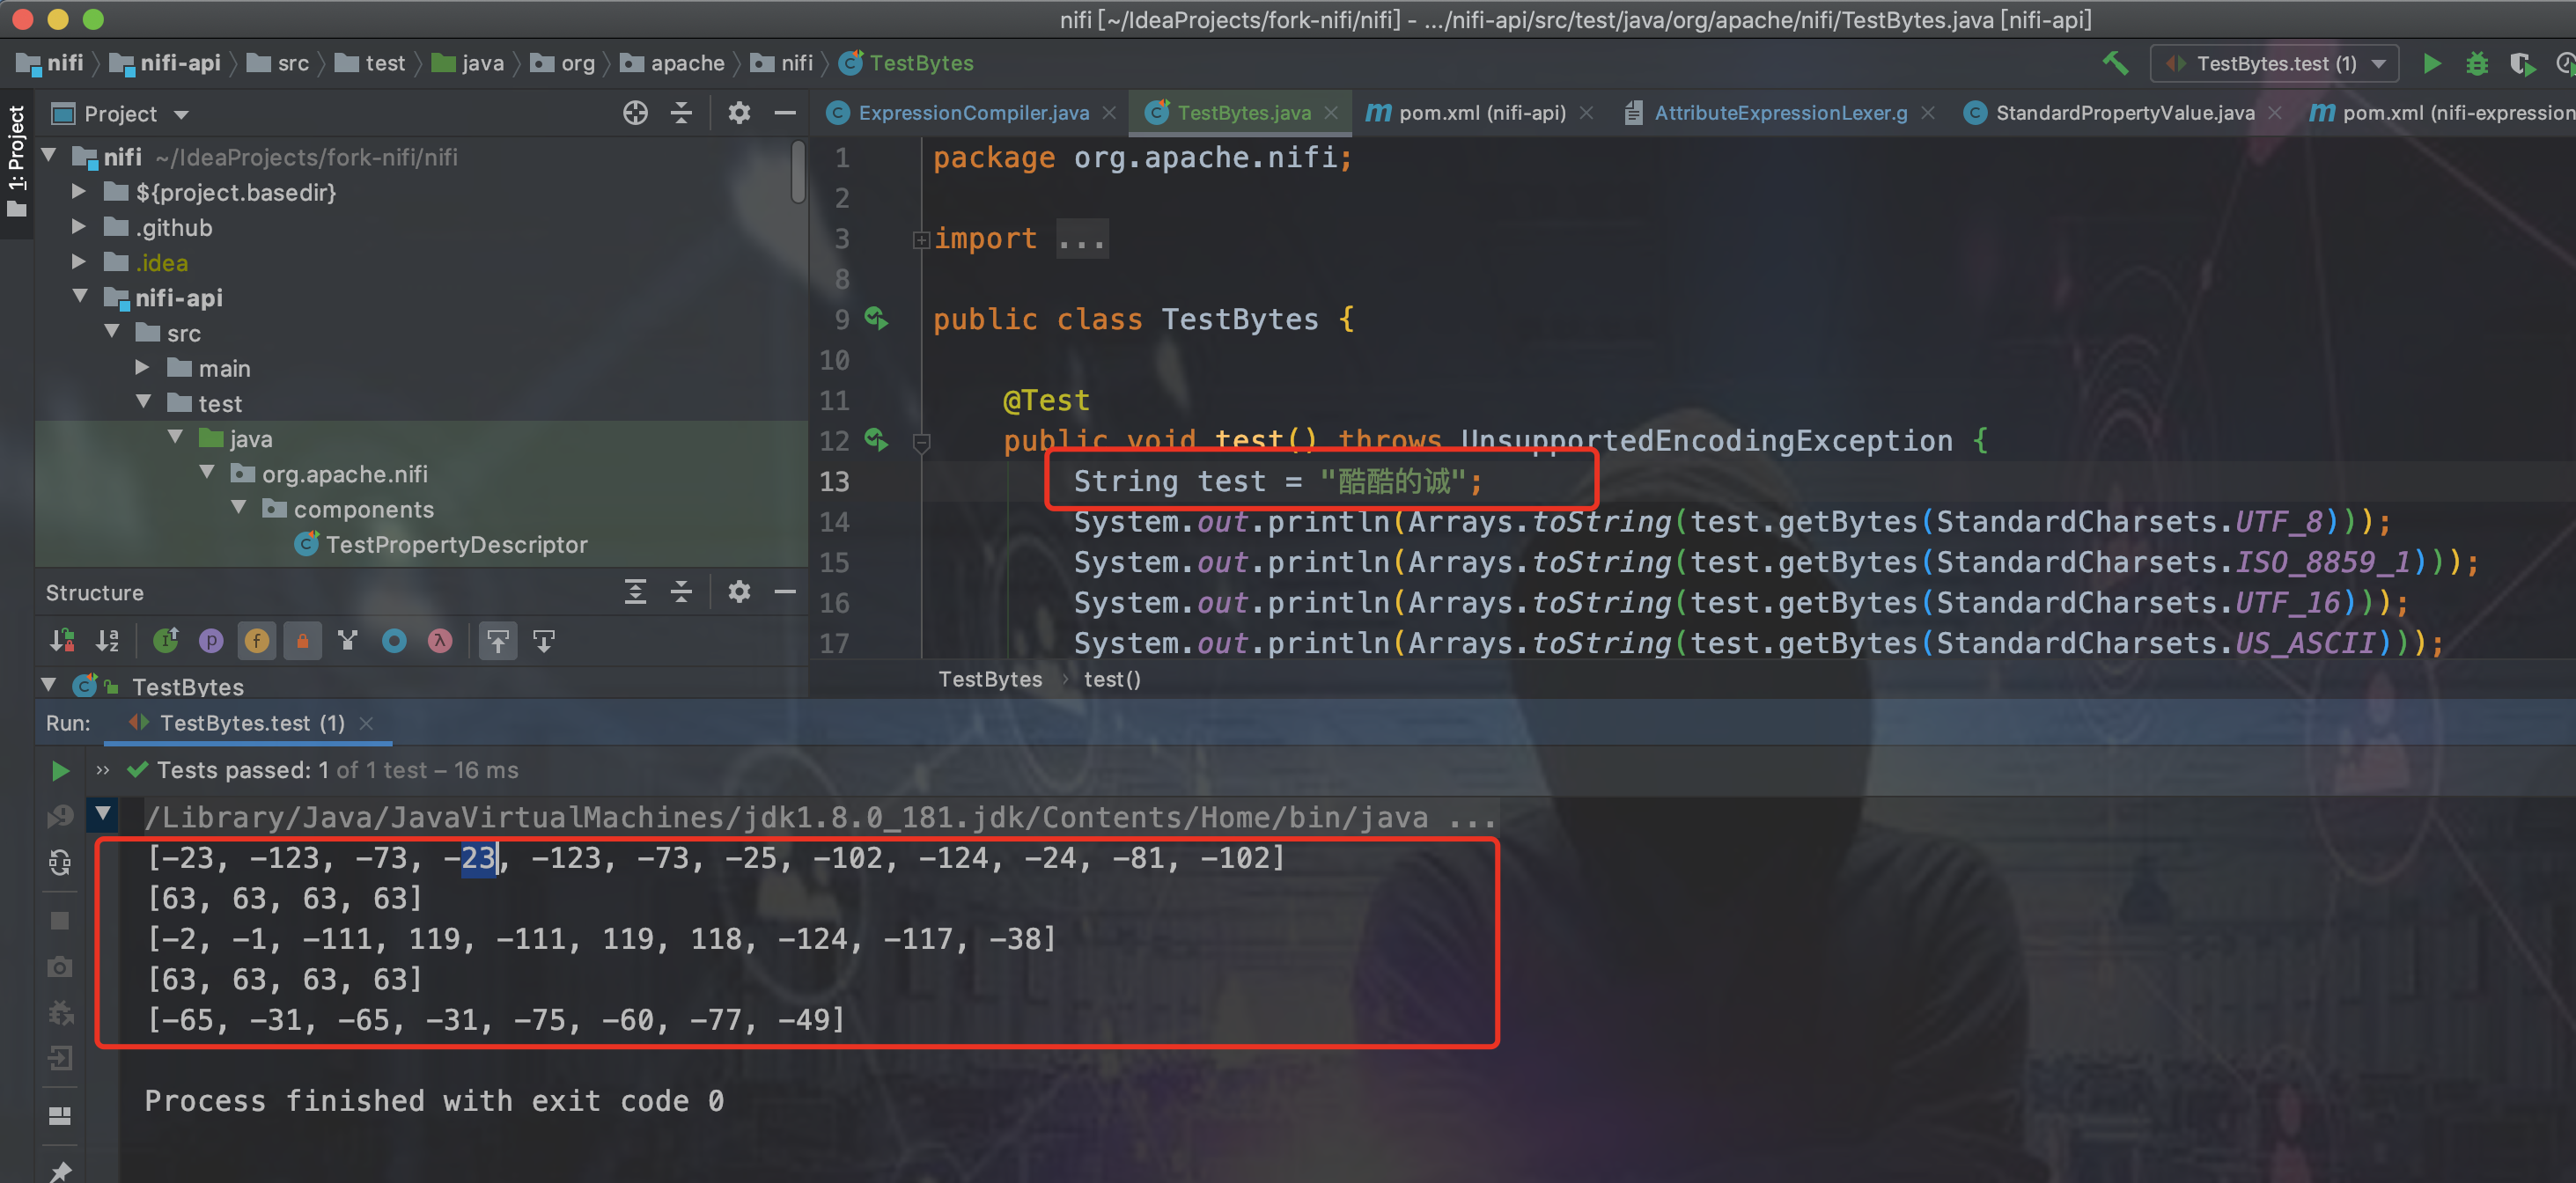 nifi [~/IdeaProjects/fork-nifi/nifi] - .../nifi-api/src/test/java/org/apache/nifi/TestBytes.java [nifi-api]
nifi nifi-api src test java org apache nifi TestBytes TestBytes.test (1)
1: Project
Project
ExpressionCompiler.java TestBytes.java pom.xml (nifi-api) AttributeExpressionLexer.g StandardPropertyValue.java pom.xml (nifi-expression
nifi ~/IdeaProjects/fork-nifi/nifi
${project.basedir}
.github
.idea
nifi-api
src
main
test
java
org.apache.nifi
components
TestPropertyDescriptor
1 package org.apache.nifi;
2
3 import ...
8
9 public class TestBytes {
10
11 @Test
12 public void test() throws UnsupportedEncodingException {
13 String test = "酷酷的诚";
14 System.out.println(Arrays.toString(test.getBytes(StandardCharsets.UTF_8)));
15 System.out.println(Arrays.toString(test.getBytes(StandardCharsets.ISO_8859_1)));
16 System.out.println(Arrays.toString(test.getBytes(StandardCharsets.UTF_16)));
17 System.out.println(Arrays.toString(test.getBytes(StandardCharsets.US_ASCII)));
TestBytes test()
Structure
TestBytes
Run: TestBytes.test (1)
Tests passed: 1 of 1 test – 16 ms
/Library/Java/JavaVirtualMachines/jdk1.8.0_181.jdk/Contents/Home/bin/java ...
[-23, -123, -73, -23, -123, -73, -25, -102, -124, -24, -81, -102]
[63, 63, 63, 63]
[-2, -1, -111, 119, -111, 119, 118, -124, -117, -38]
[63, 63, 63, 63]
[-65, -31, -65, -31, -75, -60, -77, -49]
Process finished with exit code 0